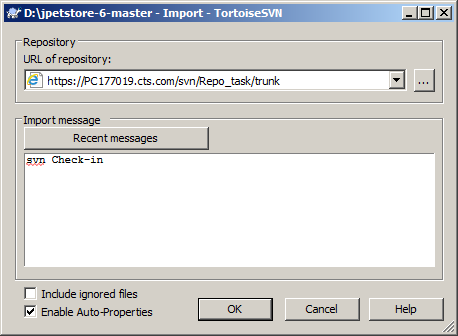 D:\jpetstore-6-master - Import - TortoiseSVN
Repository
URL of repository:
https://PC177019.cts.com/svn/Repo_task/trunk
...
Import message
Recent messages
svn Check-in
Include ignored files
Enable Auto-Properties
OK
Cancel
Help